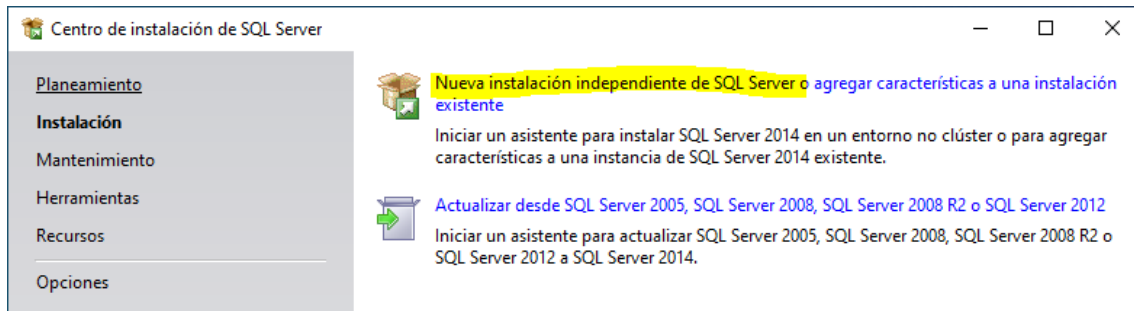 Centro de instalación de SQL Server
Planeamiento
Instalación
Mantenimiento
Herramientas
Recursos
Opciones
Nueva instalación independiente de SQL Server o agregar características a una instalación
existente
Iniciar un asistente para instalar SQL Server 2014 en un entorno no clúster o para agregar
características a una instancia de SQL Server 2014 existente.
Actualizar desde SQL Server 2005, SQL Server 2008, SQL Server 2008 R2 o SQL Server 2012
Iniciar un asistente para actualizar SQL Server 2005, SQL Server 2008, SQL Server 2008 R2 o
SQL Server 2012 a SQL Server 2014.